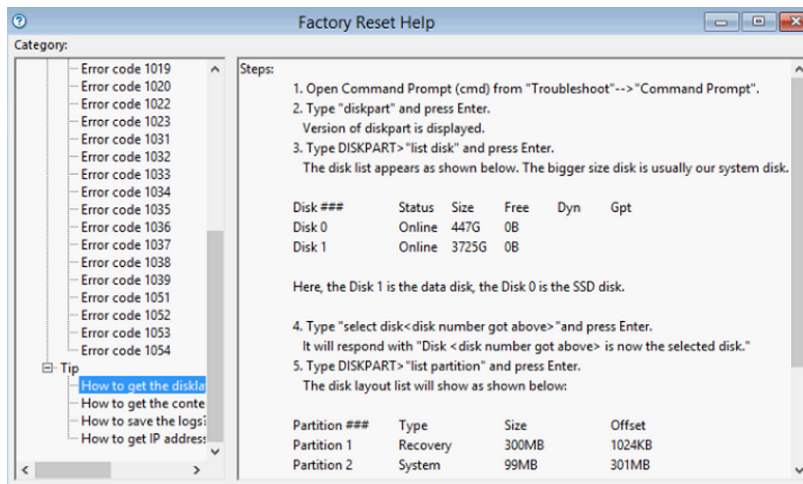 Factory Reset Help
Category:
Error code 1019
Error code 1020
Error code 1022
Error code 1023
Error code 1031
Error code 1032
Error code 1033
Error code 1034
Error code 1035
Error code 1036
Error code 1037
Error code 1038
Error code 1039
Error code 1051
Error code 1052
Error code 1053
Error code 1054
Tip
How to get the diskla
How to get the conte
How to save the logs?
How to get IP address
Steps:
1. Open Command Prompt (cmd) from "Troubleshoot"-->"Command Prompt".
2. Type "diskpart" and press Enter.
Version of diskpart is displayed.
3. Type DISKPART>"list disk" and press Enter.
The disk list appears as shown below. The bigger size disk is usually our system disk.
Disk ### Status Size Free Dyn Gpt
Disk 0 Online 447G 0B
Disk 1 Online 3725G 0B
Here, the Disk 1 is the data disk, the Disk 0 is the SSD disk.
4. Type "select disk<disk number got above>"and press Enter.
It will respond with "Disk <disk number got above> is now the selected disk."
5. Type DISKPART>"list partition" and press Enter.
The disk layout list will show as shown below:
Partition ### Type Size Offset
Partition 1 Recovery 300MB 1024KB
Partition 2 System 99MB 301MB